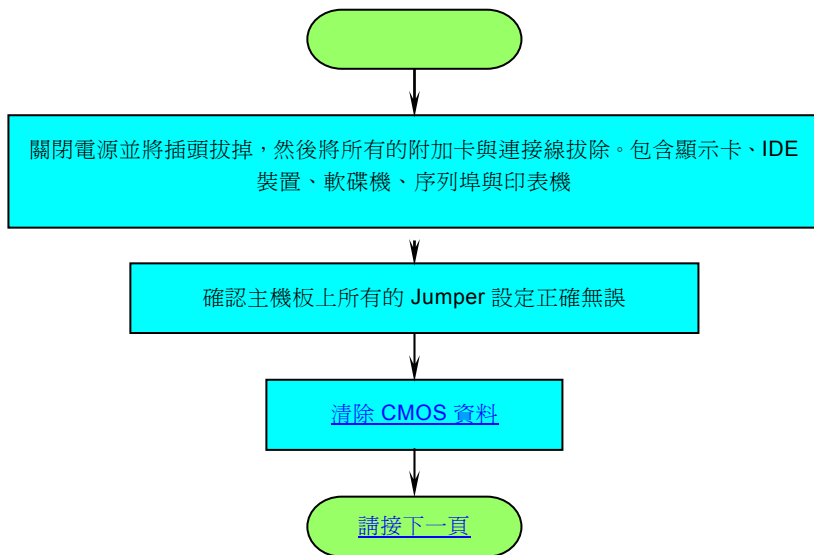 關閉電源並將插頭拔掉，然後將所有的附加卡與連接線拔除。包含顯示卡、IDE
裝置、軟碟機、序列埠與印表機
確認主機板上所有的 Jumper 設定正確無誤
清除 CMOS 資料
請接下一頁